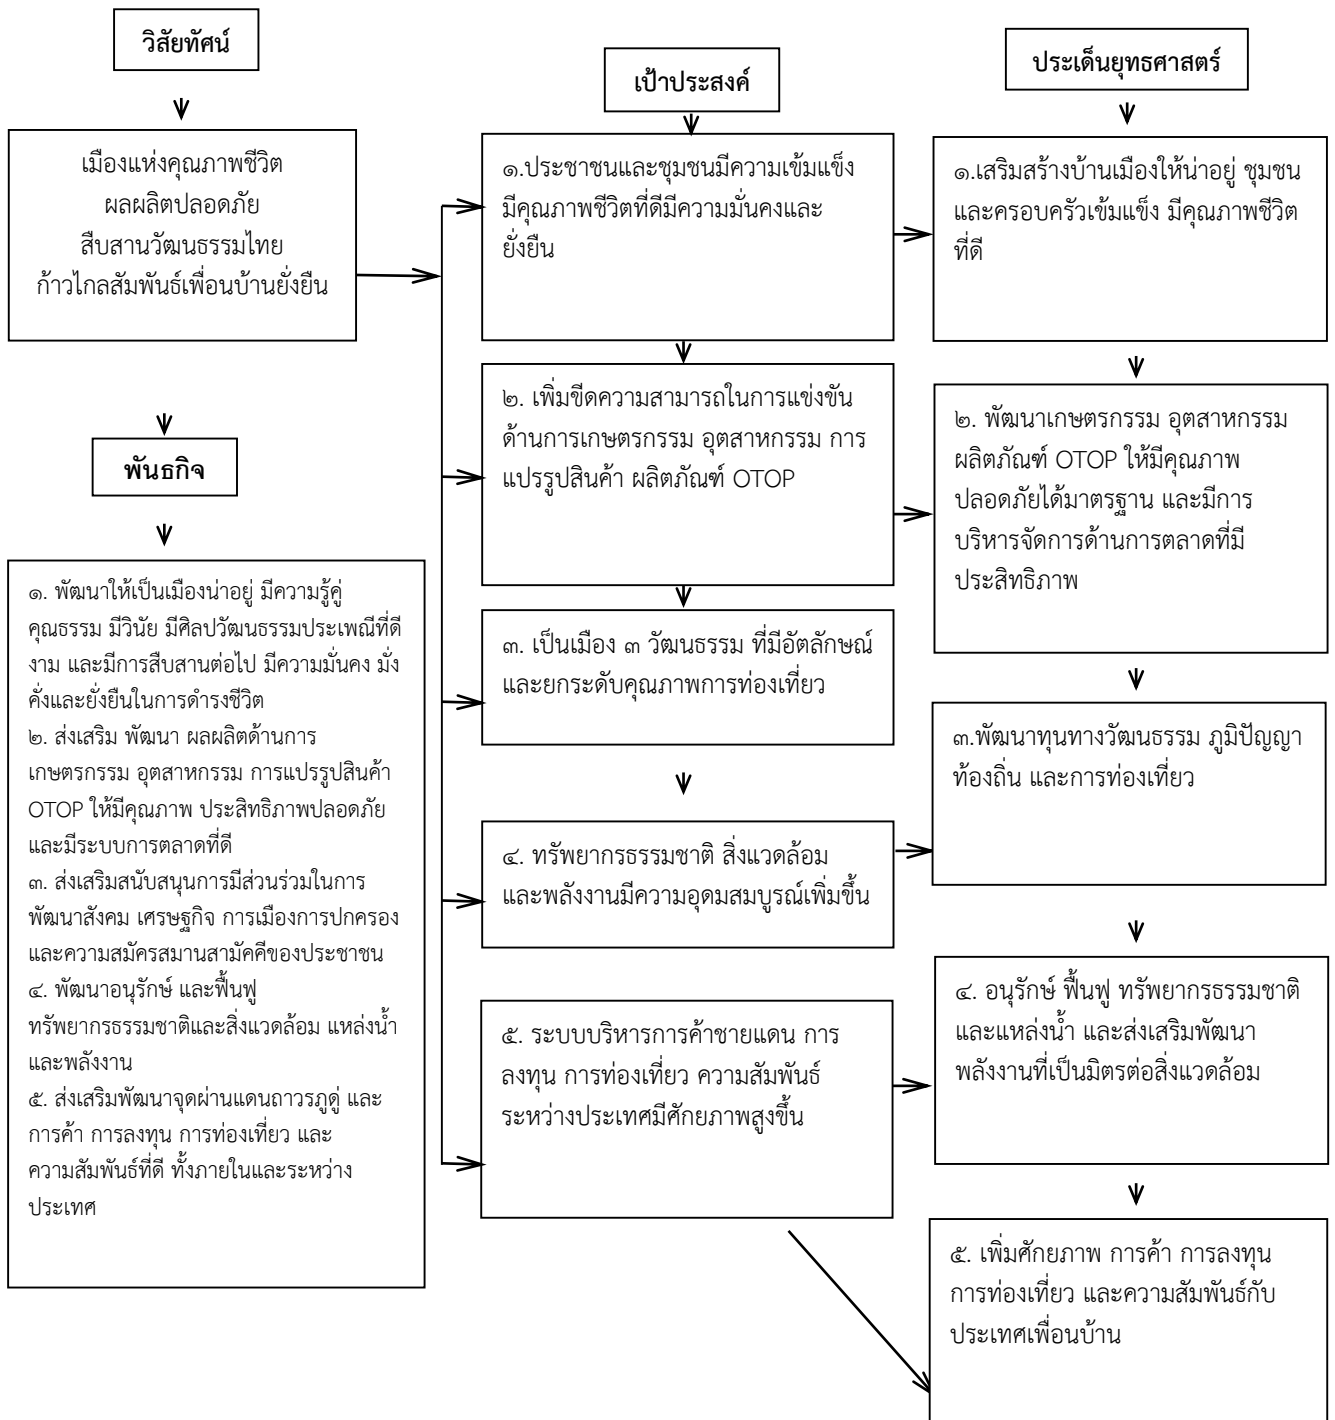 วิสัยทัศน์
เมืองแห่งคุณภาพชีวิต
ผลผลิตปลอดภัย
สืบสานวัฒนธรรมไทย
ก้าวไกลสัมพันธ์เพื่อนบ้านยั่งยืน
พันธกิจ
๑. พัฒนาให้เป็นเมืองน่าอยู่ มีความรู้คู่
คุณธรรม มีวินัย มีศิลปวัฒนธรรมประเพณีที่ดี
งาม และมีการสืบสานต่อไป มีความมั่นคง มั่ง
คั่งและยั่งยืนในการดำรงชีวิต
๒. ส่งเสริม พัฒนา ผลผลิตด้านการ
เกษตรกรรม อุตสาหกรรม การแปรรูปสินค้า
OTOP ให้มีคุณภาพ ประสิทธิภาพปลอดภัย
และมีระบบการตลาดที่ดี
๓. ส่งเสริมสนับสนุนการมีส่วนร่วมในการ
พัฒนาสังคม เศรษฐกิจ การเมืองการปกครอง
และความสมัครสมานสามัคคีของประชาชน
๔. พัฒนาอนุรักษ์ และฟื้นฟู
ทรัพยากรธรรมชาติและสิ่งแวดล้อม แหล่งน้ำ
และพลังงาน
๕. ส่งเสริมพัฒนาจุดผ่านแดนถาวรภูดู่ และ
การค้า การลงทุน การท่องเที่ยว และ
ความสัมพันธ์ที่ดี ทั้งภายในและระหว่าง
ประเทศ
เป้าประสงค์
๑.ประชาชนและชุมชนมีความเข้มแข็ง
มีคุณภาพชีวิตที่ดีมีความมั่นคงและ
ยั่งยืน
๒. เพิ่มขีดความสามารถในการแข่งขัน
ด้านการเกษตรกรรม อุตสาหกรรม การ
แปรรูปสินค้า ผลิตภัณฑ์ OTOP
๓. เป็นเมือง ๓ วัฒนธรรม ที่มีอัตลักษณ์
และยกระดับคุณภาพการท่องเที่ยว
๔. ทรัพยากรธรรมชาติ สิ่งแวดล้อม
และพลังงานมีความอุดมสมบูรณ์เพิ่มขึ้น
๕. ระบบบริหารการค้าชายแดน การ
ลงทุน การท่องเที่ยว ความสัมพันธ์
ระหว่างประเทศมีศักยภาพสูงขึ้น
ประเด็นยุทธศาสตร์
๑.เสริมสร้างบ้านเมืองให้น่าอยู่ ชุมชน
และครอบครัวเข้มแข็ง มีคุณภาพชีวิต
ที่ดี
๒. พัฒนาเกษตรกรรม อุตสาหกรรม
ผลิตภัณฑ์ OTOP ให้มีคุณภาพ
ปลอดภัยได้มาตรฐาน และมีการ
บริหารจัดการด้านการตลาดที่มี
ประสิทธิภาพ
๓.พัฒนาทุนทางวัฒนธรรม ภูมิปัญญา
ท้องถิ่น และการท่องเที่ยว
๔. อนุรักษ์ ฟื้นฟู ทรัพยากรธรรมชาติ
และแหล่งน้ำ และส่งเสริมพัฒนา
พลังงานที่เป็นมิตรต่อสิ่งแวดล้อม
๕. เพิ่มศักยภาพ การค้า การลงทุน
การท่องเที่ยว และความสัมพันธ์กับ
ประเทศเพื่อนบ้าน